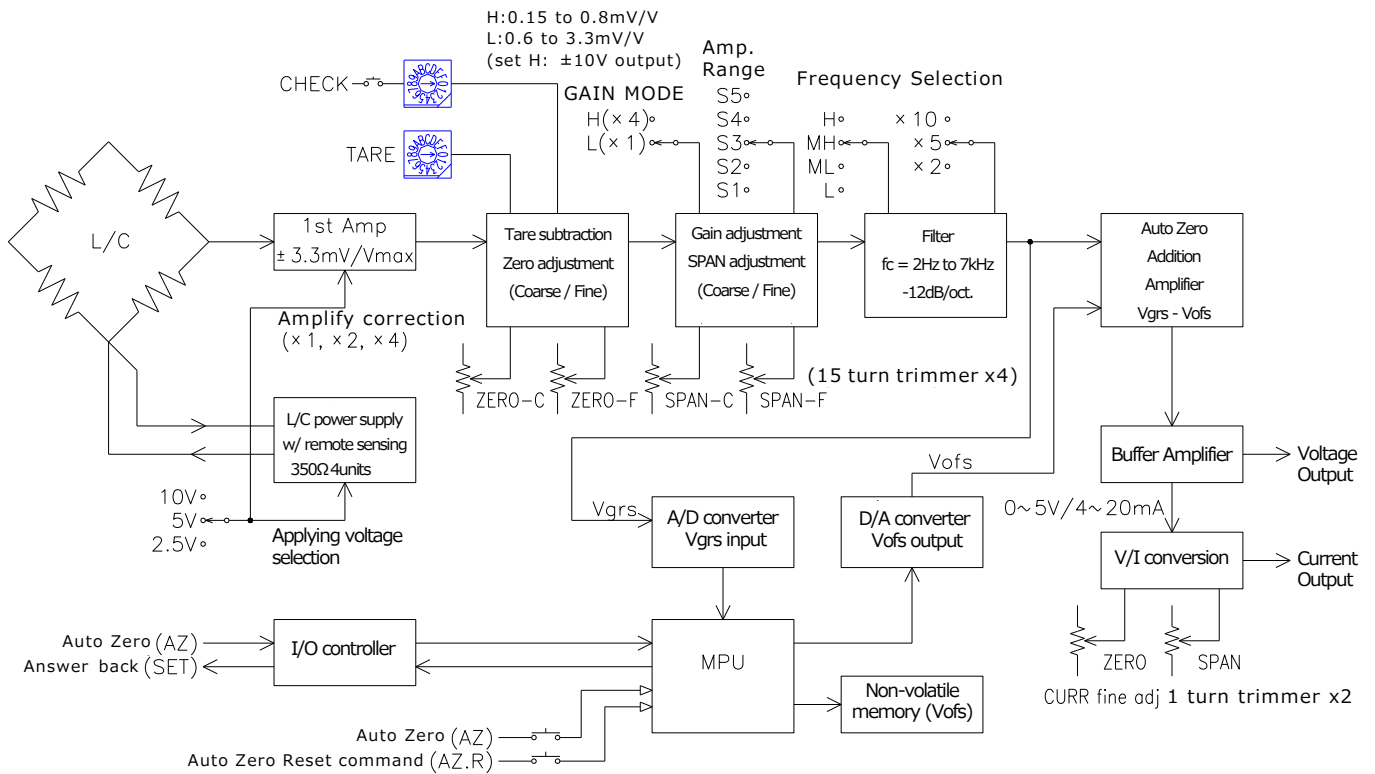 H:0.15 to 0.8mV/V
L:0.6 to 3.3mV/V
(set H: ±10V output)
Amp.
Range
Frequency Selection
CHECK
GAIN MODE
S5
H(×4)
S4
H
×10
L(×1)
S3
MH
×5
TARE
S2
ML
×2
S1
L
L/C
1st Amp
±3.3mV/Vmax
Tare subtraction
Zero adjustment
(Coarse / Fine)
Gain adjustment
SPAN adjustment
(Coarse / Fine)
Filter
fc = 2Hz to 7kHz
-12dB/oct.
Auto Zero
Addition
Amplifier
Vgrs - Vofs
Amplify correction
(×1, ×2, ×4)
ZERO-C
ZERO-F
SPAN-C
SPAN-F
(15 turn trimmer x4)
L/C power supply
w/ remote sensing
350Ω4units
10V
5V
2.5V
Applying voltage
selection
Vgrs
A/D converter
Vgrs input
Vofs
D/A converter
Vofs output
Buffer Amplifier
Voltage
Output
0~5V/4~20mA
V/I conversion
Current
Output
ZERO
SPAN
CURR fine adj 1 turn trimmer x2
Auto Zero (AZ)
Answer back (SET)
I/O controller
MPU
Non-volatile
memory (Vofs)
Auto Zero (AZ)
Auto Zero Reset command (AZ.R)